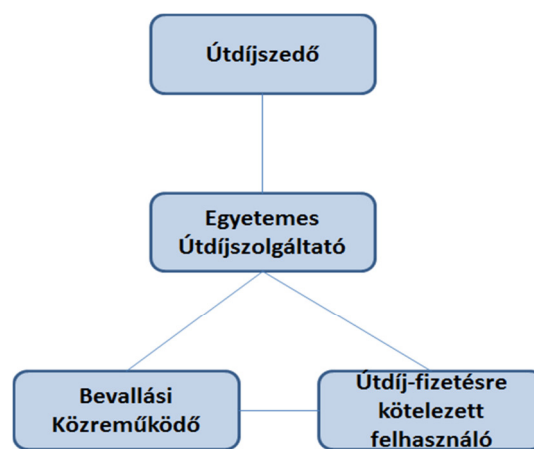 Útdíjszedő
Egyetemes
Útdíjszolgáltató
Bevallási
Közreműködő
Útdíj-fizetésre
kötelezett
felhasználó